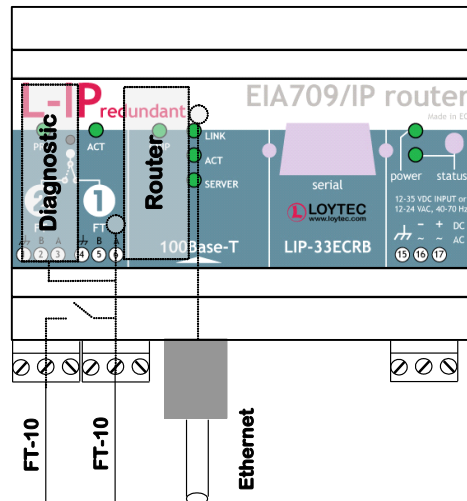 L-IP redundant
EIA709/IP router
Made in EC
Diagnostic
Router
ACT
LINK
ACT
SERVER
2
1
FT
B A
B A
1 2 3 4 5 6
100Base-T
serial
LOYTEC
www.loytec.com
LIP-33ECRB
power
status
12-35 VDC INPUT or
12-24 VAC, 40-70 Hz
- + DC
~ ~ AC
15 16 17
FT-10
FT-10
Ethernet